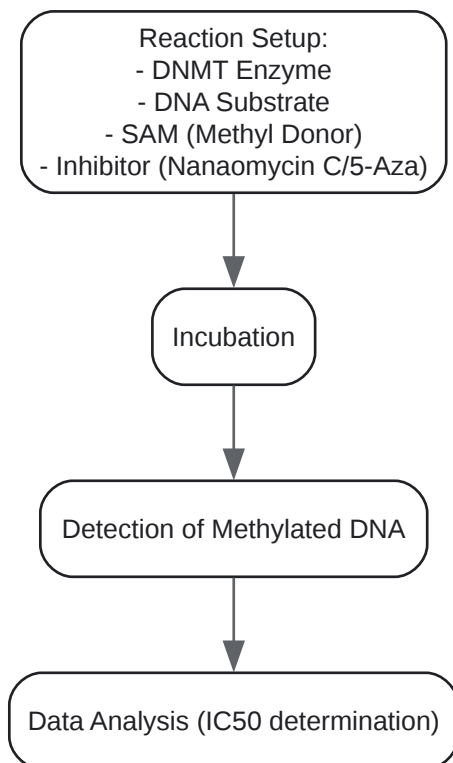 Reaction Setup:
- DNMT Enzyme
- DNA Substrate
- SAM (Methyl Donor)
- Inhibitor (Nanaomycin C/5-Aza)
Incubation
Detection of Methylated DNA
Data Analysis (IC50 determination)